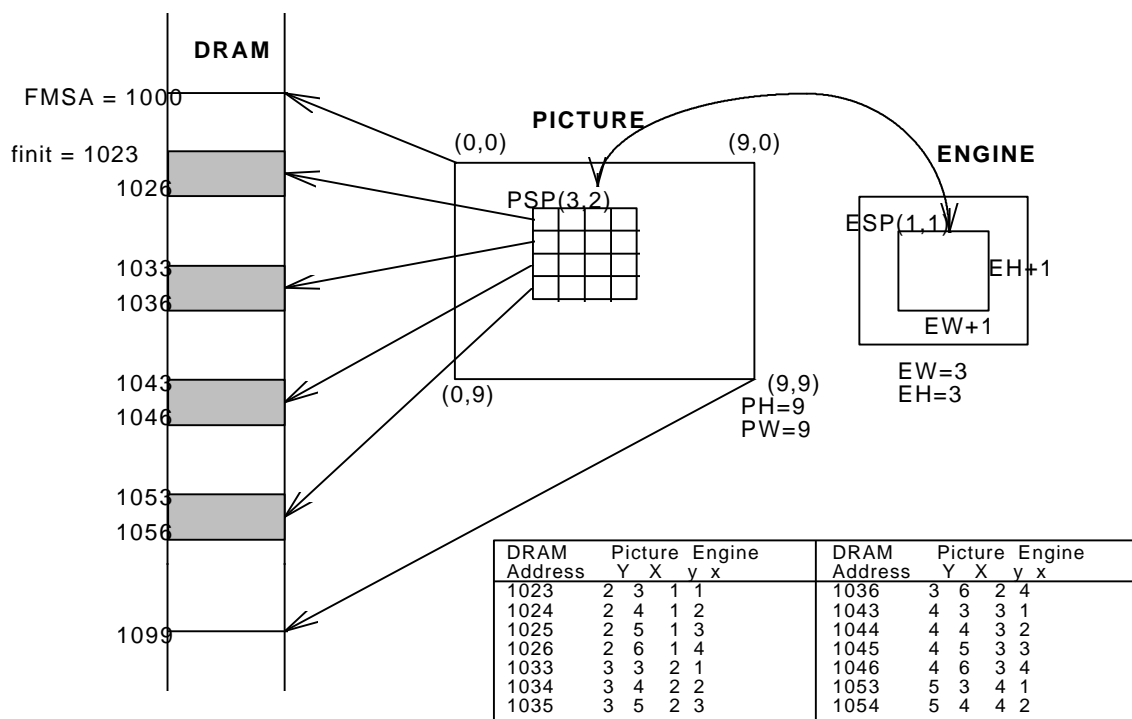 DRAM
FMSA = 1000
PICTURE
(0,0)
(9,0)
finit = 1023
ENGINE
1026
PSP(3,2)
ESP(1,1)
1033
EH+1
1036
EW+1
1043
EW=3
(0,9)
(9,9)
EH=3
1046
PH=9
PW=9
1053
1056
1099
DRAM Picture Engine
Address Y X y x
1023 2 3 1 1
1024 2 4 1 2
1025 2 5 1 3
1026 2 6 1 4
1033 3 3 2 1
1034 3 4 2 2
1035 3 5 2 3
DRAM Picture Engine
Address Y X y x
1036 3 6 2 4
1043 4 3 3 1
1044 4 4 3 2
1045 4 5 3 3
1046 4 6 3 4
1053 5 3 4 1
1054 5 4 4 2